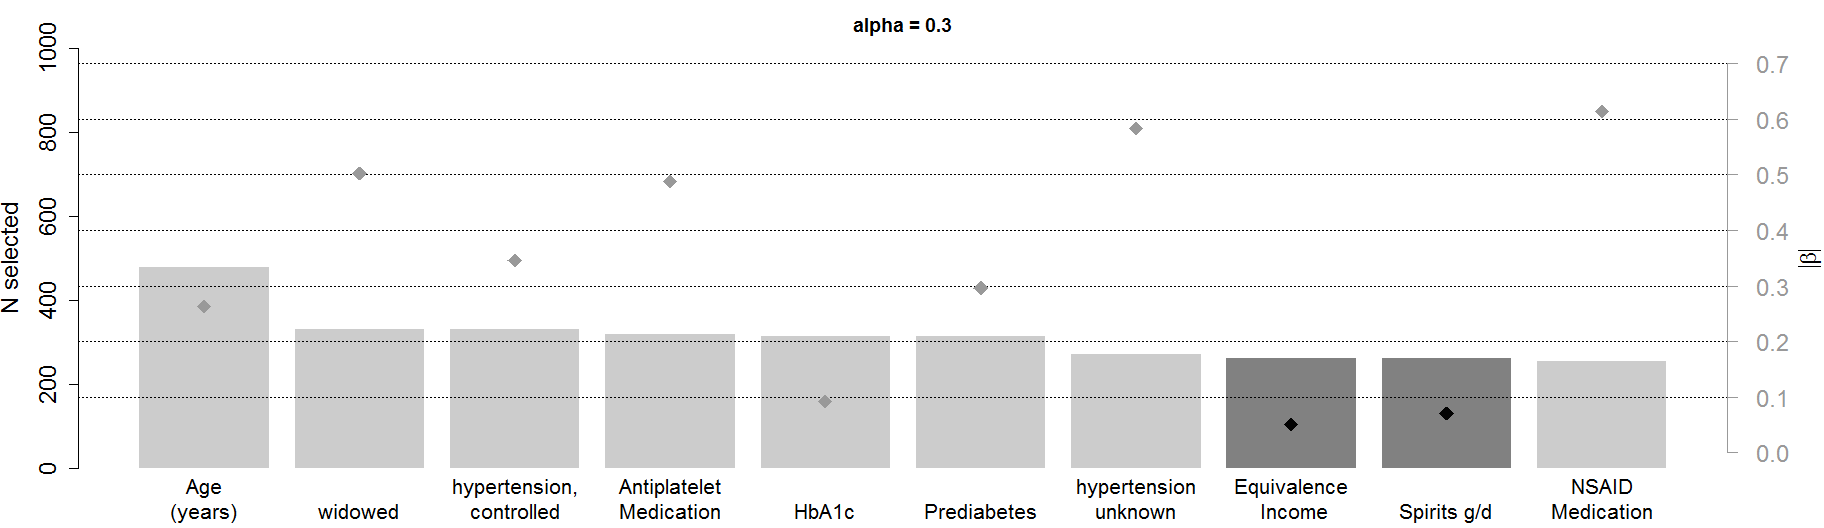 alpha = 0.3
N selected
1000
800
600
400
200
0
0.7
0.6
0.5
0.4
0.3
0.2
0.1
0.0
|β|
Age
(years)
widowed
hypertension,
controlled
Antiplatelet
Medication
HbA1c
Prediabetes
hypertension
unknown
Equivalence
Income
Spirits g/d
NSAID
Medication